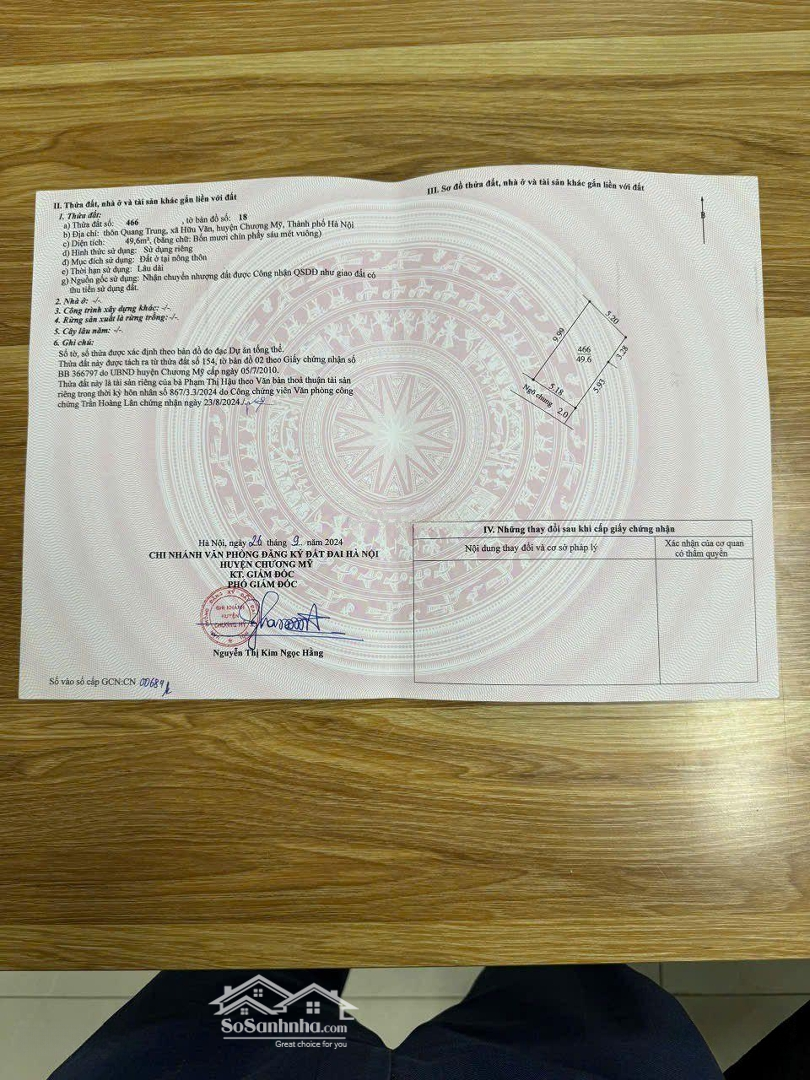 II. Thửa đất, nhà ở và tài sản khác gắn liền với đất
1. Thửa đất:
a) Thửa đất số: 466 , tờ bản đồ số: 18
b) Địa chỉ: thôn Quang Trung, xã Hữu Văn, huyện Chương Mỹ, Thành phố Hà Nội
c) Diện tích: 49,6m², (bằng chữ: Bốn mươi chín phẩy sáu mét vuông)
d) Hình thức sử dụng: Sử dụng riêng
đ) Mục đích sử dụng: Đất ở tại nông thôn
e) Thời hạn sử dụng: Lâu dài
g) Nguồn gốc sử dụng: Nhận chuyển nhượng đất được Công nhận QSDĐ như giao đất có
thu tiền sử dụng đất.
2. Nhà ở: -/-
3. Công trình xây dựng khác: -/-
4. Rừng sản xuất là rừng trồng: -/-
5. Cây lâu năm: -/-
6. Ghi chú:
Số tờ, số thửa được xác định theo bản đồ đo đạc Dự án tổng thể.
Thửa đất này được tách ra từ thửa đất số 154, tờ bản đồ 02 theo Giấy chứng nhận số
BB 366797 do UBND huyện Chương Mỹ cấp ngày 05/7/2010.
Thửa đất này là tài sản riêng của bà Phạm Thị Hậu theo Văn bản thoả thuận tài sản
riêng trong thời kỳ hôn nhân số 867/3.3/2024 do Công chứng viên Văn phòng công
chứng Trần Hoàng Lân chứng nhận ngày 23/8/2024./.
Hà Nội, ngày 26 tháng 9 năm 2024
CHI NHÁNH VĂN PHÒNG ĐĂNG KÝ ĐẤT ĐAI HÀ NỘI
HUYỆN CHƯƠNG MỸ
KT. GIÁM ĐỐC
PHÓ GIÁM ĐỐC
CHI NHÁNH
HUYỆN
CHƯƠNG MỸ
Nguyễn Thị Kim Ngọc Hằng
Số vào sổ cấp GCN:CN 00684
III. Sơ đồ thửa đất, nhà ở và tài sản khác gắn liền với đất
B
9.99
5.20
466
49.6
3.28
5.93
5.18
Ngõ chung
2.0
IV. Những thay đổi sau khi cấp giấy chứng nhận
Nội dung thay đổi và cơ sở pháp lý
Xác nhận của cơ quan
có thẩm quyền
SoSanhnha.com
Great choice for you